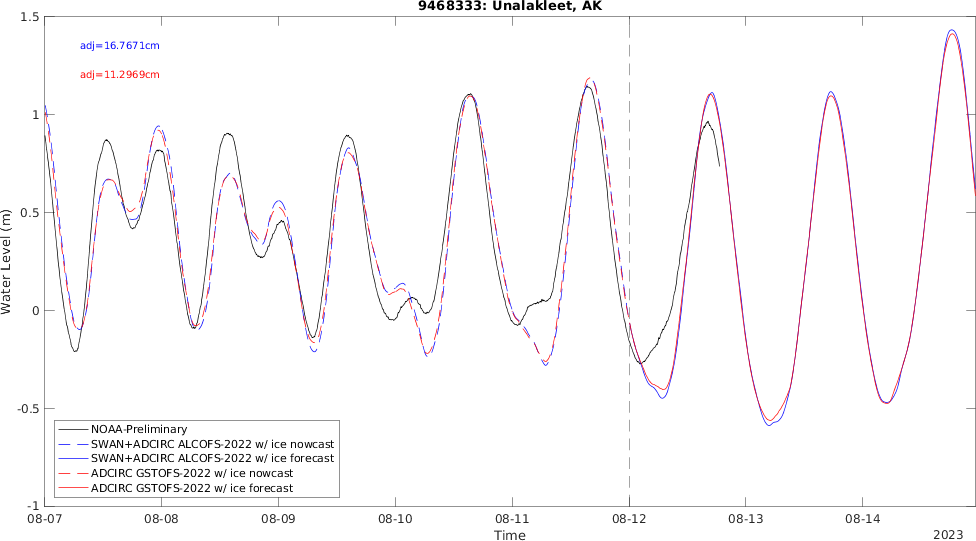 9468333: Unalakleet, AK
adj=16.7671cm
adj=11.2969cm
Water Level (m)
1.5
1
0.5
0
-0.5
-1
NOAA-Preliminary
SWAN+ADCIRC ALCOFS-2022 w/ ice nowcast
SWAN+ADCIRC ALCOFS-2022 w/ ice forecast
ADCIRC GSTOFS-2022 w/ ice nowcast
ADCIRC GSTOFS-2022 w/ ice forecast
08-07 08-08 08-09 08-10 08-11 08-12 08-13 08-14
Time
2023